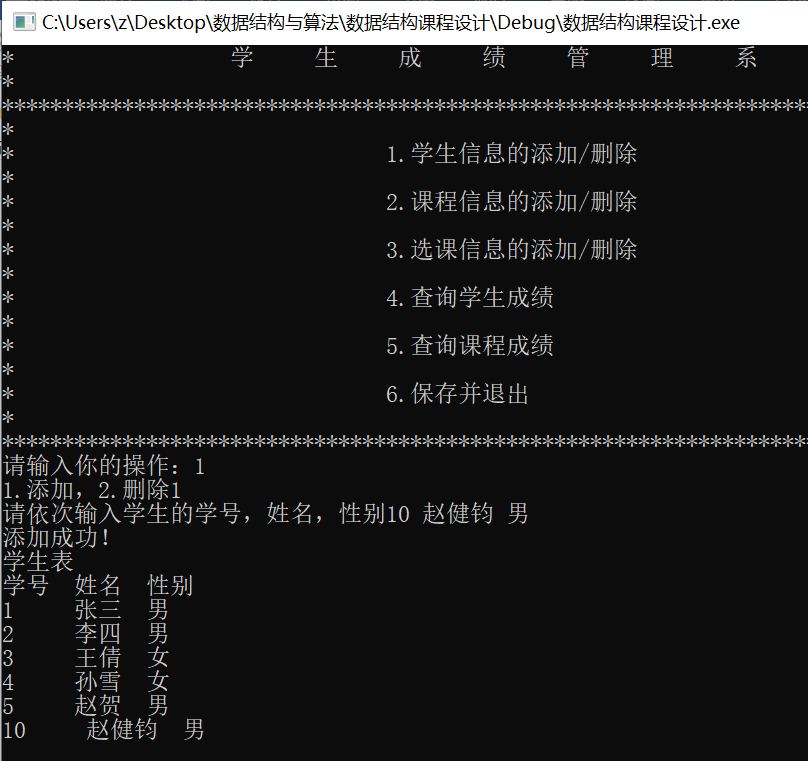 C:\Users\z\Desktop\数据结构与算法\数据结构课程设计\Debug\数据结构课程设计.exe
* 学 生 成 绩 管 理 系
*
*******************************************************************
*
* 1.学生信息的添加/删除
*
* 2.课程信息的添加/删除
*
* 3.选课信息的添加/删除
*
* 4.查询学生成绩
*
* 5.查询课程成绩
*
* 6.保存并退出
*
*******************************************************************
请输入你的操作：1
1.添加，2.删除1
请依次输入学生的学号，姓名，性别10 赵健钧 男
添加成功！
学生表
学号 姓名 性别
1 张三 男
2 李四 男
3 王倩 女
4 孙雪 女
5 赵贺 男
10 赵健钧 男